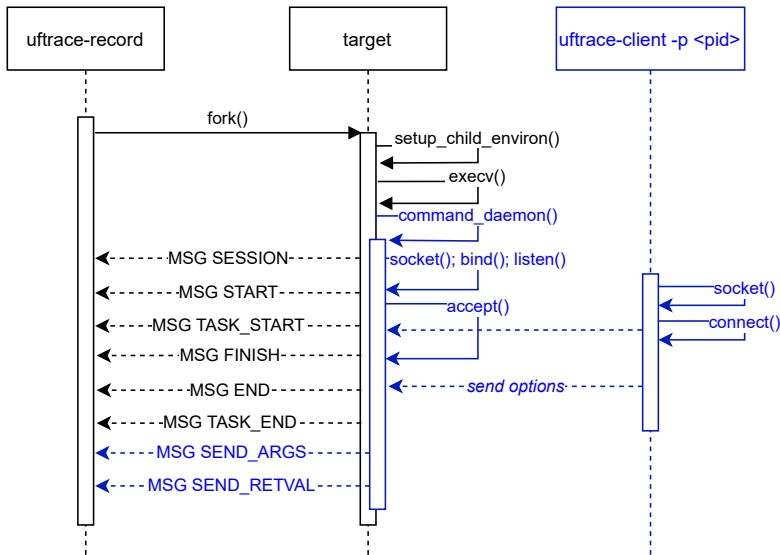 uftrace-record
target
uftrace-client -p <pid>
fork()
setup_child_environ()
execv()
command_daemon()
MSG SESSION
socket(); bind(); listen()
MSG START
socket()
accept()
MSG TASK_START
connect()
MSG FINISH
MSG END
send options
MSG TASK_END
MSG SEND_ARGS
MSG SEND_RETVAL